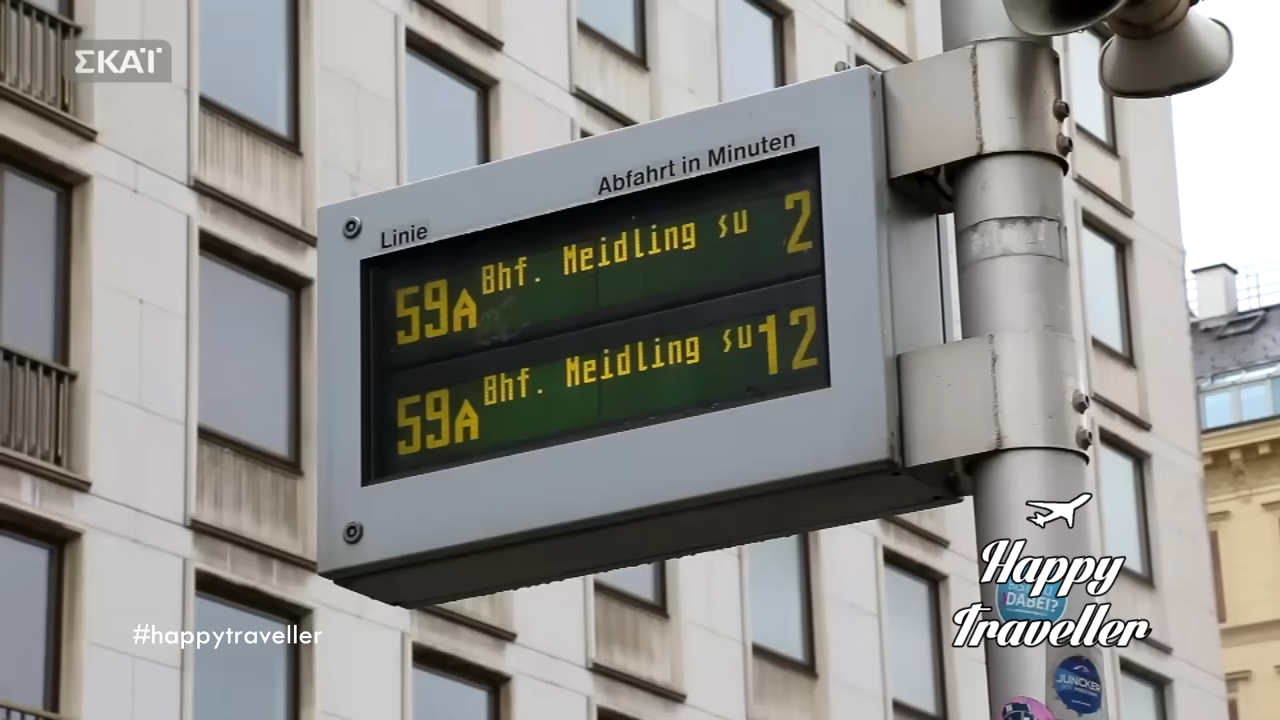 ΣΚΑΪ
Abfahrt in Minuten
Linie
59A Bhf. Meidling SU 2
59A Bhf. Meidling SU 12
Happy
Traveller
DABEI?
#happytraveller
JUNCKER